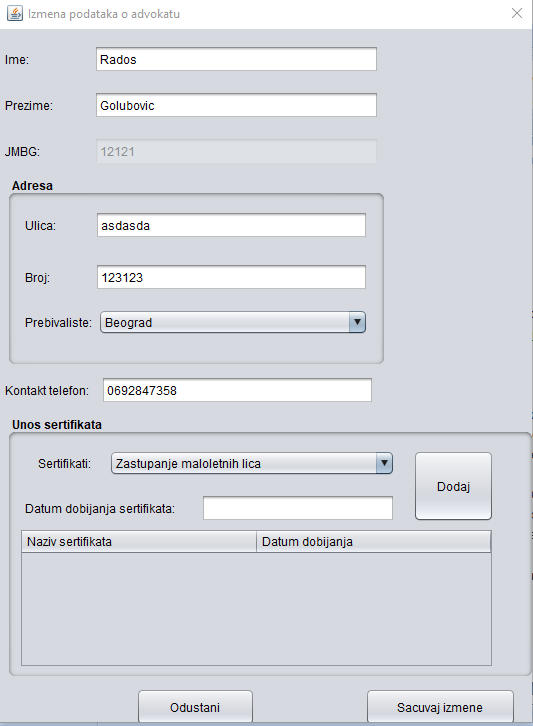 Izmena podataka o advokatu
Ime: Rados
Prezime: Golubovic
JMBG: 12121
Adresa
Ulica: asdasda
Broj: 123123
Prebivaliste: Beograd
Kontakt telefon: 0692847358
Unos sertifikata
Sertifikati: Zastupanje maloletnih lica
Dodaj
Datum dobijanja sertifikata:
Naziv sertifikata Datum dobijanja
Odustani Sacuvaj izmene